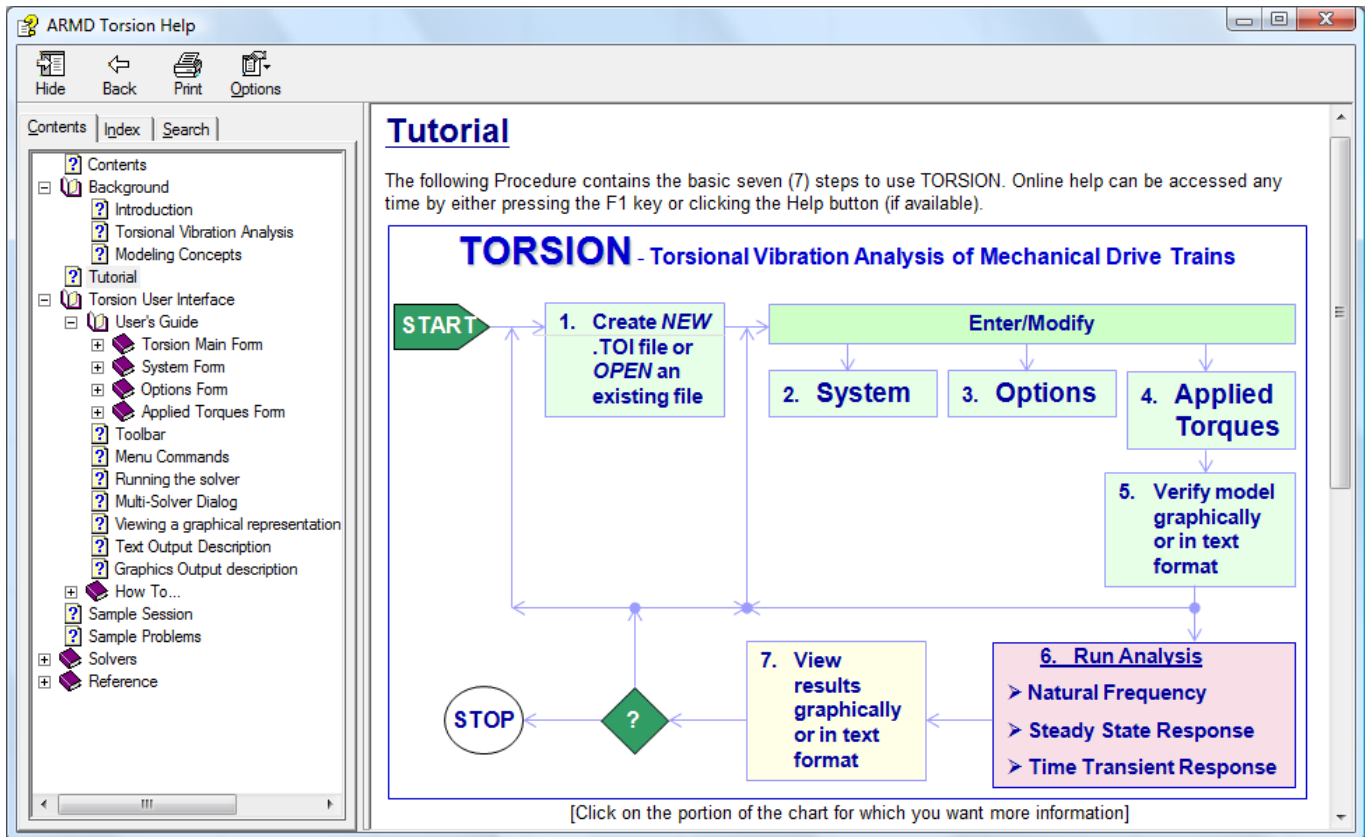 ARMD Torsion Help
Hide
Back
Print
Options
Contents
Index
Search
Contents
Background
Introduction
Torsional Vibration Analysis
Modeling Concepts
Tutorial
Torsion User Interface
User's Guide
Torsion Main Form
System Form
Options Form
Applied Torques Form
Toolbar
Menu Commands
Running the solver
Multi-Solver Dialog
Viewing a graphical representation
Text Output Description
Graphics Output description
How To...
Sample Session
Sample Problems
Solvers
Reference
Tutorial
The following Procedure contains the basic seven (7) steps to use TORSION. Online help can be accessed any
time by either pressing the F1 key or clicking the Help button (if available).
TORSION - Torsional Vibration Analysis of Mechanical Drive Trains
START
1. Create NEW
.TOI file or
OPEN an
existing file
Enter/Modify
2. System
3. Options
4. Applied
Torques
5. Verify model
graphically
or in text
format
6. Run Analysis
➢ Natural Frequency
➢ Steady State Response
➢ Time Transient Response
7. View
results
graphically
or in text
format
?
STOP
[Click on the portion of the chart for which you want more information]